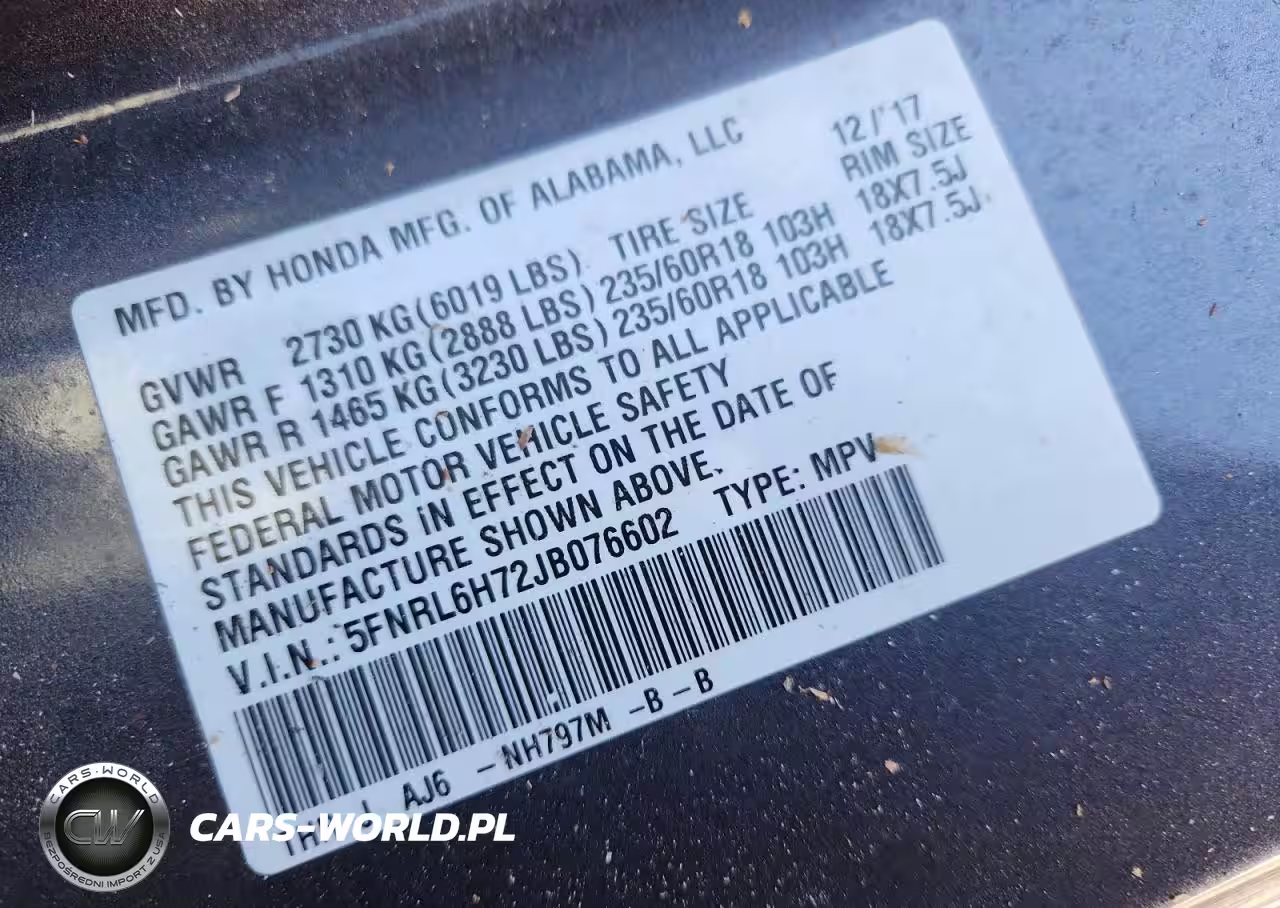 MFD. BY HONDA MFG. OF ALABAMA, LLC 12/'17
TIRE SIZE RIM SIZE
GVWR 2730 KG(6019 LBS)
GAWR F 1310 KG(2888 LBS) 235/60R18 103H 18X7.5J
GAWR R 1465 KG(3230 LBS) 235/60R18 103H 18X7.5J
THIS VEHICLE CONFORMS TO ALL APPLICABLE
FEDERAL MOTOR VEHICLE SAFETY
STANDARDS IN EFFECT ON THE DATE OF
MANUFACTURE SHOWN ABOVE.
V.I.N.: 5FNRL6H72JB076602 TYPE: MPV
AJ6 -NH797M -B -B
CARS-WORLD
CW
BEZPOŚREDNI IMPORT Z USA
CARS-WORLD.PL